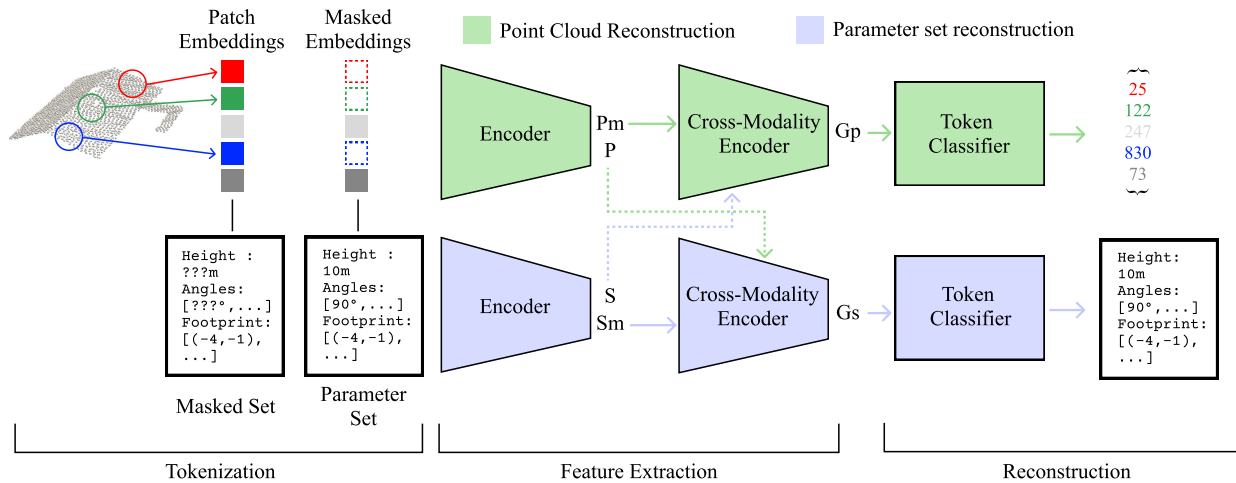 Patch
Embeddings
Masked
Embeddings
Point Cloud Reconstruction
Parameter set reconstruction
Encoder
Pm
P
Cross-Modality
Encoder
Gp
Token
Classifier
{
25
122
247
830
73
}
Height :
???m
Angles:
[???°,...]
Footprint:
[(-4,-1),
...]
Masked Set
Height :
10m
Angles:
[90°,...]
Footprint:
[(-4,-1),
...]
Parameter
Set
Encoder
S
Sm
Cross-Modality
Encoder
Gs
Token
Classifier
Height:
10m
Angles:
[90°,...]
Footprint:
[(-4,-1),
...]
Tokenization
Feature Extraction
Reconstruction